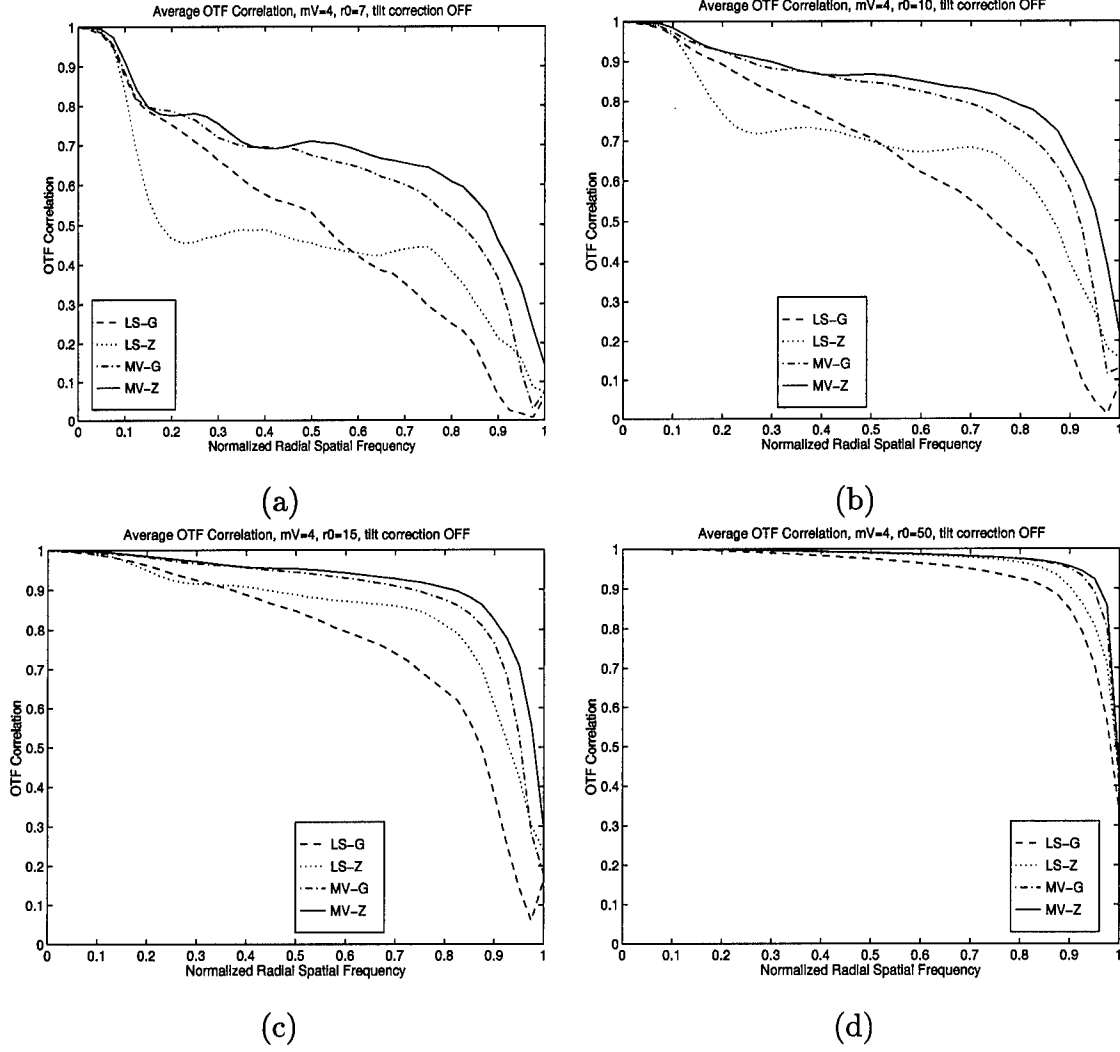 Average OTF Correlation, mV=4, r0=7, tilt correction OFF
1
0.9
0.8
0.7
0.6
0.5
0.4
0.3
0.2
0.1
0
OTF Correlation
LS-G
LS-Z
MV-G
MV-Z
0 0.1 0.2 0.3 0.4 0.5 0.6 0.7 0.8 0.9 1
Normalized Radial Spatial Frequency
(a)
Average OTF Correlation, mV=4, r0=10, tilt correction OFF
1
0.9
0.8
0.7
0.6
0.5
0.4
0.3
0.2
0.1
0
OTF Correlation
LS-G
LS-Z
MV-G
MV-Z
0 0.1 0.2 0.3 0.4 0.5 0.6 0.7 0.8 0.9 1
Normalized Radial Spatial Frequency
(b)
Average OTF Correlation, mV=4, r0=15, tilt correction OFF
1
0.9
0.8
0.7
0.6
0.5
0.4
0.3
0.2
0.1
0
OTF Correlation
LS-G
LS-Z
MV-G
MV-Z
0 0.1 0.2 0.3 0.4 0.5 0.6 0.7 0.8 0.9 1
Normalized Radial Spatial Frequency
(c)
Average OTF Correlation, mV=4, r0=50, tilt correction OFF
1
0.9
0.8
0.7
0.6
0.5
0.4
0.3
0.2
0.1
0
OTF Correlation
LS-G
LS-Z
MV-G
MV-Z
0 0.1 0.2 0.3 0.4 0.5 0.6 0.7 0.8 0.9 1
Normalized Radial Spatial Frequency
(d)